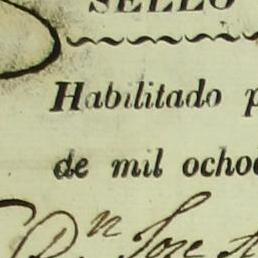 SELLO
Habilitado p
de mil ochoc
Dn Jose A